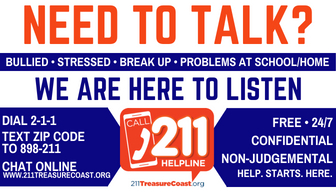 NEED TO TALK?
BULLIED • STRESSED • BREAK UP • PROBLEMS AT SCHOOL/HOME
WE ARE HERE TO LISTEN
DIAL 2-1-1
TEXT ZIP CODE
TO 898-211
CHAT ONLINE
WWW.211TREASURECOAST.ORG
CALL
211
HELPLINE
211TreasureCoast.org
FREE • 24/7
CONFIDENTIAL
NON-JUDGEMENTAL
HELP. STARTS. HERE.